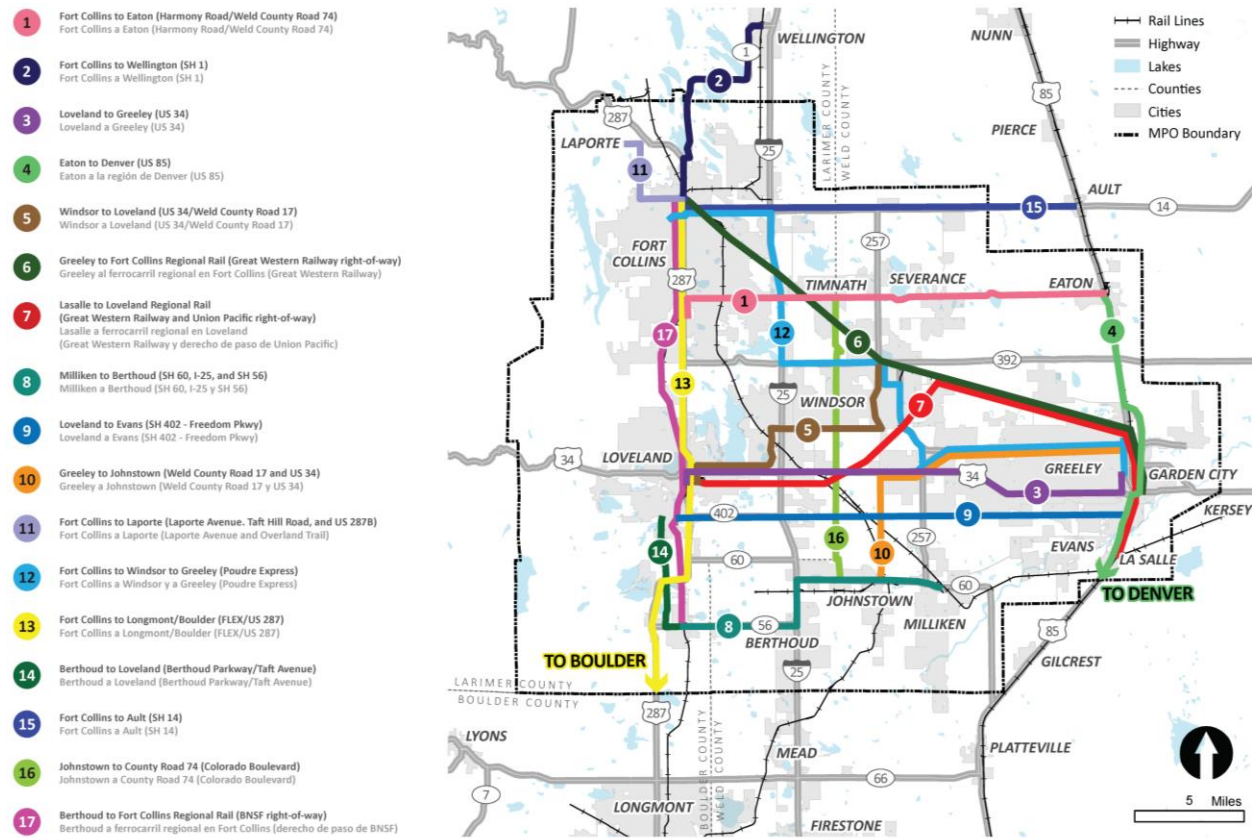 1
Fort Collins to Eaton (Harmony Road/Weld County Road 74)
Fort Collins a Eaton (Harmony Road/Weld County Road 74)
2
Fort Collins to Wellington (SH 1)
Fort Collins a Wellington (SH 1)
3
Loveland to Greeley (US 34)
Loveland a Greeley (US 34)
4
Eaton to Denver (US 85)
Eaton a la región de Denver (US 85)
5
Windsor to Loveland (US 34/Weld County Road 17)
Windsor a Loveland (US 34/Weld County Road 17)
6
Greeley to Fort Collins Regional Rail (Great Western Railway right-of-way)
Greeley al ferrocarril regional en Fort Collins (Great Western Railway)
7
Lasalle to Loveland Regional Rail
(Great Western Railway and Union Pacific right-of-way)
Lasalle a ferrocarril regional en Loveland
(Great Western Railway y derecho de paso de Union Pacific)
8
Milliken to Berthoud (SH 60, I-25, and SH 56)
Milliken a Berthoud (SH 60, I-25 y SH 56)
9
Loveland to Evans (SH 402 - Freedom Pkwy)
Loveland a Evans (SH 402 - Freedom Pkwy)
10
Greeley to Johnstown (Weld County Road 17 and US 34)
Greeley a Johnstown (Weld County Road 17 y US 34)
11
Fort Collins to Laporte (Laporte Avenue. Taft Hill Road, and US 287B)
Fort Collins a Laporte (Laporte Avenue and Overland Trail)
12
Fort Collins to Windsor to Greeley (Poudre Express)
Fort Collins a Windsor y a Greeley (Poudre Express)
13
Fort Collins to Longmont/Boulder (FLEX/US 287)
Fort Collins a Longmont/Boulder (FLEX/US 287)
14
Berthoud to Loveland (Berthoud Parkway/Taft Avenue)
Berthoud a Loveland (Berthoud Parkway/Taft Avenue)
15
Fort Collins to Ault (SH 14)
Fort Collins a Ault (SH 14)
16
Johnstown to County Road 74 (Colorado Boulevard)
Johnstown a County Road 74 (Colorado Boulevard)
17
Berthoud to Fort Collins Regional Rail (BNSF right-of-way)
Berthoud a ferrocarril regional en Fort Collins (derecho de paso de BNSF)
Rail Lines
Highway
Lakes
Counties
Cities
MPO Boundary
WELLINGTON
NUNN
1
2
85
287
PIERCE
LAPORTE
25
LARIMER COUNTY
WELD COUNTY
11
AULT
15
14
FORT
COLLINS
257
287
TIMNATH
SEVERANCE
EATON
1
17
12
6
4
392
13
25
WINDSOR
7
5
34
LOVELAND
34
GREELEY
GARDEN CITY
3
402
9
KERSEY
EVANS
16
14
10
257
LA SALLE
60
60
TO DENVER
JOHNSTOWN
8
56
MILLIKEN
BERTHOUD
85
TO BOULDER
GILCREST
25
LARIMER COUNTY
BOULDER COUNTY
287
LYONS
BOULDER COUNTY
WELD COUNTY
MEAD
PLATTEVILLE
7
66
LONGMONT
FIRESTONE
5 Miles